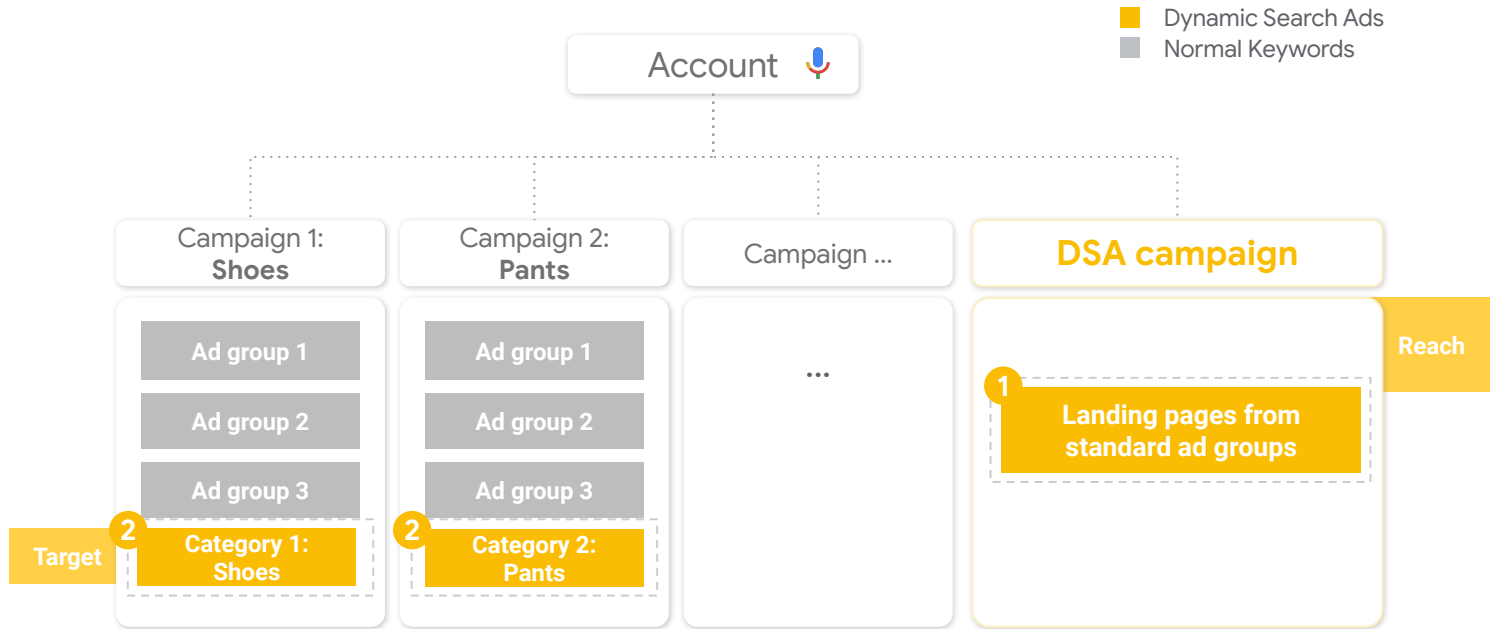 Dynamic Search Ads
Normal Keywords
Account
Campaign 1:
Shoes
Campaign 2:
Pants
Campaign ...
DSA campaign
Ad group 1
Ad group 2
Ad group 3
2
Category 1:
Shoes
Target
Ad group 1
Ad group 2
Ad group 3
2
Category 2:
Pants
...
Reach
1
Landing pages from
standard ad groups